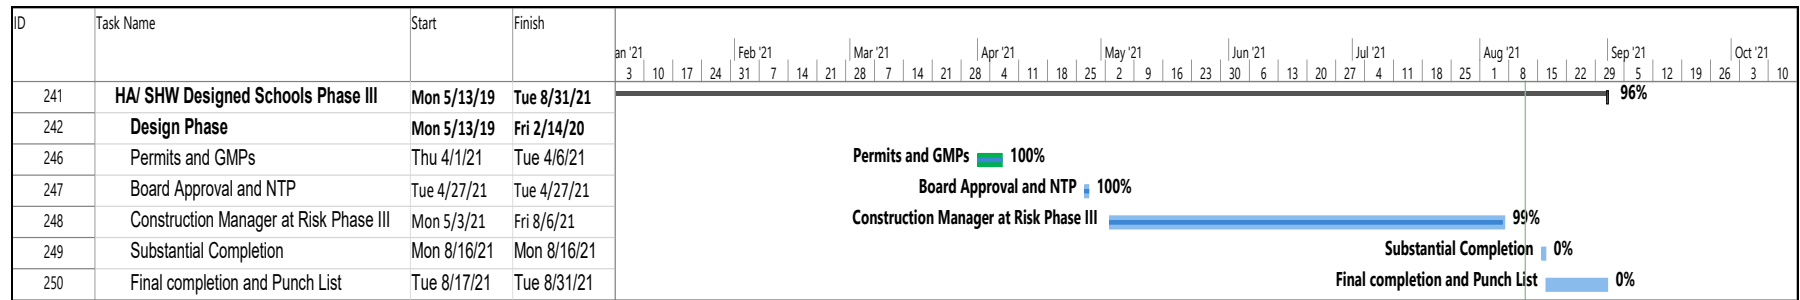 ID Task Name Start Finish
an '21 Feb '21 Mar '21 Apr '21 May '21 Jun '21 Jul '21 Aug '21 Sep '21 Oct '21
3 10 17 24 31 7 14 21 28 7 14 21 28 4 11 18 25 2 9 16 23 30 6 13 20 27 4 11 18 25 1 8 15 22 29 5 12 19 26 3 10
241 HA/ SHW Designed Schools Phase III Mon 5/13/19 Tue 8/31/21 96%
242 Design Phase Mon 5/13/19 Fri 2/14/20
246 Permits and GMPs Thu 4/1/21 Tue 4/6/21 Permits and GMPs 100%
247 Board Approval and NTP Tue 4/27/21 Tue 4/27/21 Board Approval and NTP 100%
248 Construction Manager at Risk Phase III Mon 5/3/21 Fri 8/6/21 Construction Manager at Risk Phase III 99%
249 Substantial Completion Mon 8/16/21 Mon 8/16/21 Substantial Completion 0%
250 Final completion and Punch List Tue 8/17/21 Tue 8/31/21 Final completion and Punch List 0%